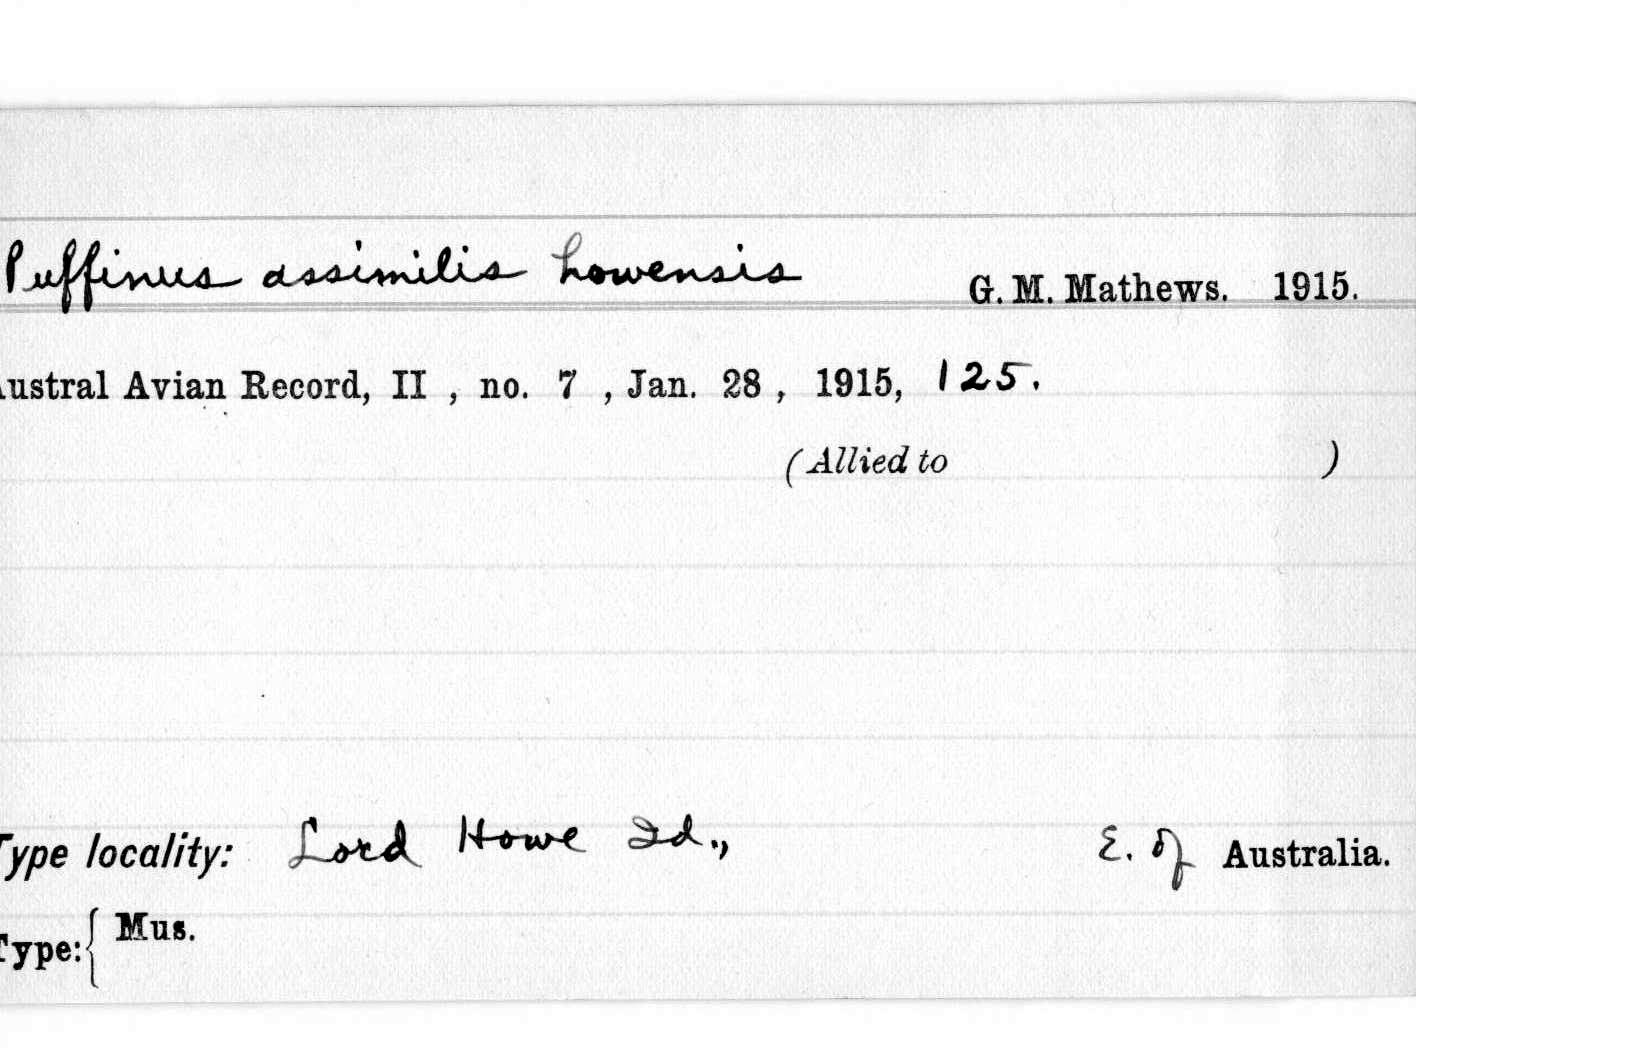 Puffinus assimilis howensis G. M. Mathews. 1915.
Austral Avian Record, II , no. 7 , Jan. 28 , 1915, 125.
(Allied to )
Type locality: Lord Howe Id., E. of Australia.
Type: { Mus.